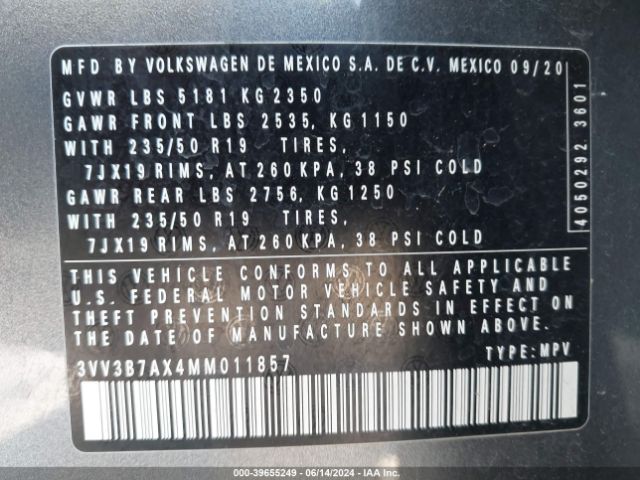 MFD BY VOLKSWAGEN DE MEXICO S.A. DE C.V. MEXICO 09/20
GVWR LBS 5181 KG 2350
GAWR FRONT LBS 2535, KG 1150
WITH 235/50 R19 TIRES,
7JX19 RIMS, AT 260 KPA, 38 PSI COLD
GAWR REAR LBS 2756, KG 1250
WITH 235/50 R19 TIRES,
7JX19 RIMS, AT 260 KPA, 38 PSI COLD
4050292 3601
THIS VEHICLE CONFORMS TO ALL APPLICABLE
U.S. FEDERAL MOTOR VEHICLE SAFETY AND
THEFT PREVENTION STANDARDS IN EFFECT ON
THE DATE OF MANUFACTURE SHOWN ABOVE.
3VV3B7AX4MM011857 TYPE: MPV
000-39655249 | 06/14/2024 | IAA Inc.